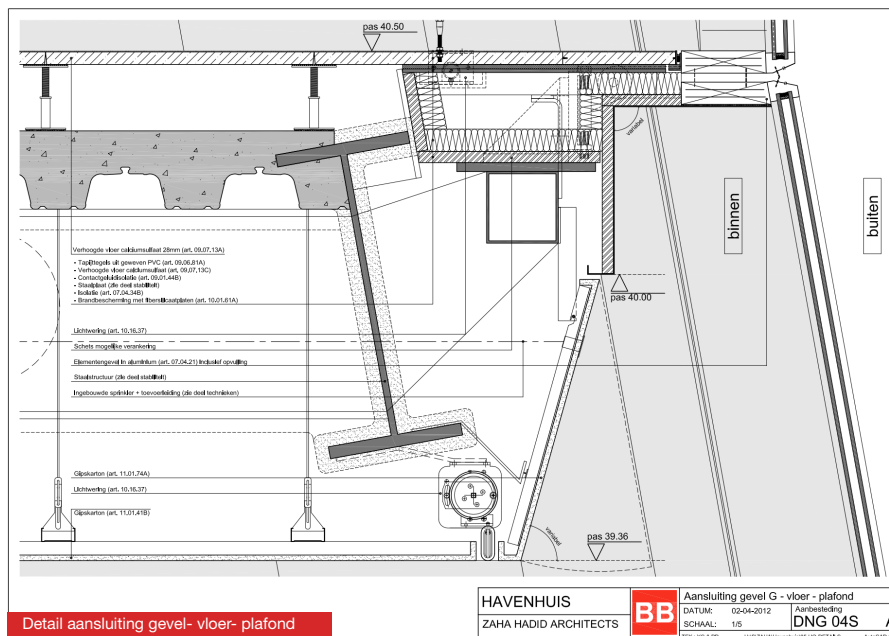 pas 40.50
variabel
binnen
buiten
Verhoogde vloer calciumsulfaat 28mm (art. 09.07.13A)
- Tapijttegels uit geweven PVC (art. 09.06.81A)
- Verhoogde vloer calciumsulfaat (art. 09.07.13C)
- Contactgeluidisolatie (art. 09.01.44B)
- Staalplaat (zie deel stabiliteit)
- Isolatie (art. 07.04.34B)
- Brandbescherming met fibersilicaatplaten (art. 10.01.61A)
pas 40.00
Lichtwering (art. 10.16.37)
Schets mogelijke verankering
Elementengevel in aluminium (art. 07.04.21) inclusief opvulling
Staalstructuur (zie deel stabiliteit)
Ingebouwde sprinkler + toevoerleiding (zie deel technieken)
Gipskarton (art. 11.01.74A)
Lichtwering (art. 10.16.37)
Gipskarton (art. 11.01.41B)
variabel
pas 39.36
HAVENHUIS
ZAHA HADID ARCHITECTS
BB
Aansluiting gevel G - vloer - plafond
DATUM: 02-04-2012
Aanbesteding
SCHAAL: 1/5
DNG 04S
Detail aansluiting gevel- vloer- plafond